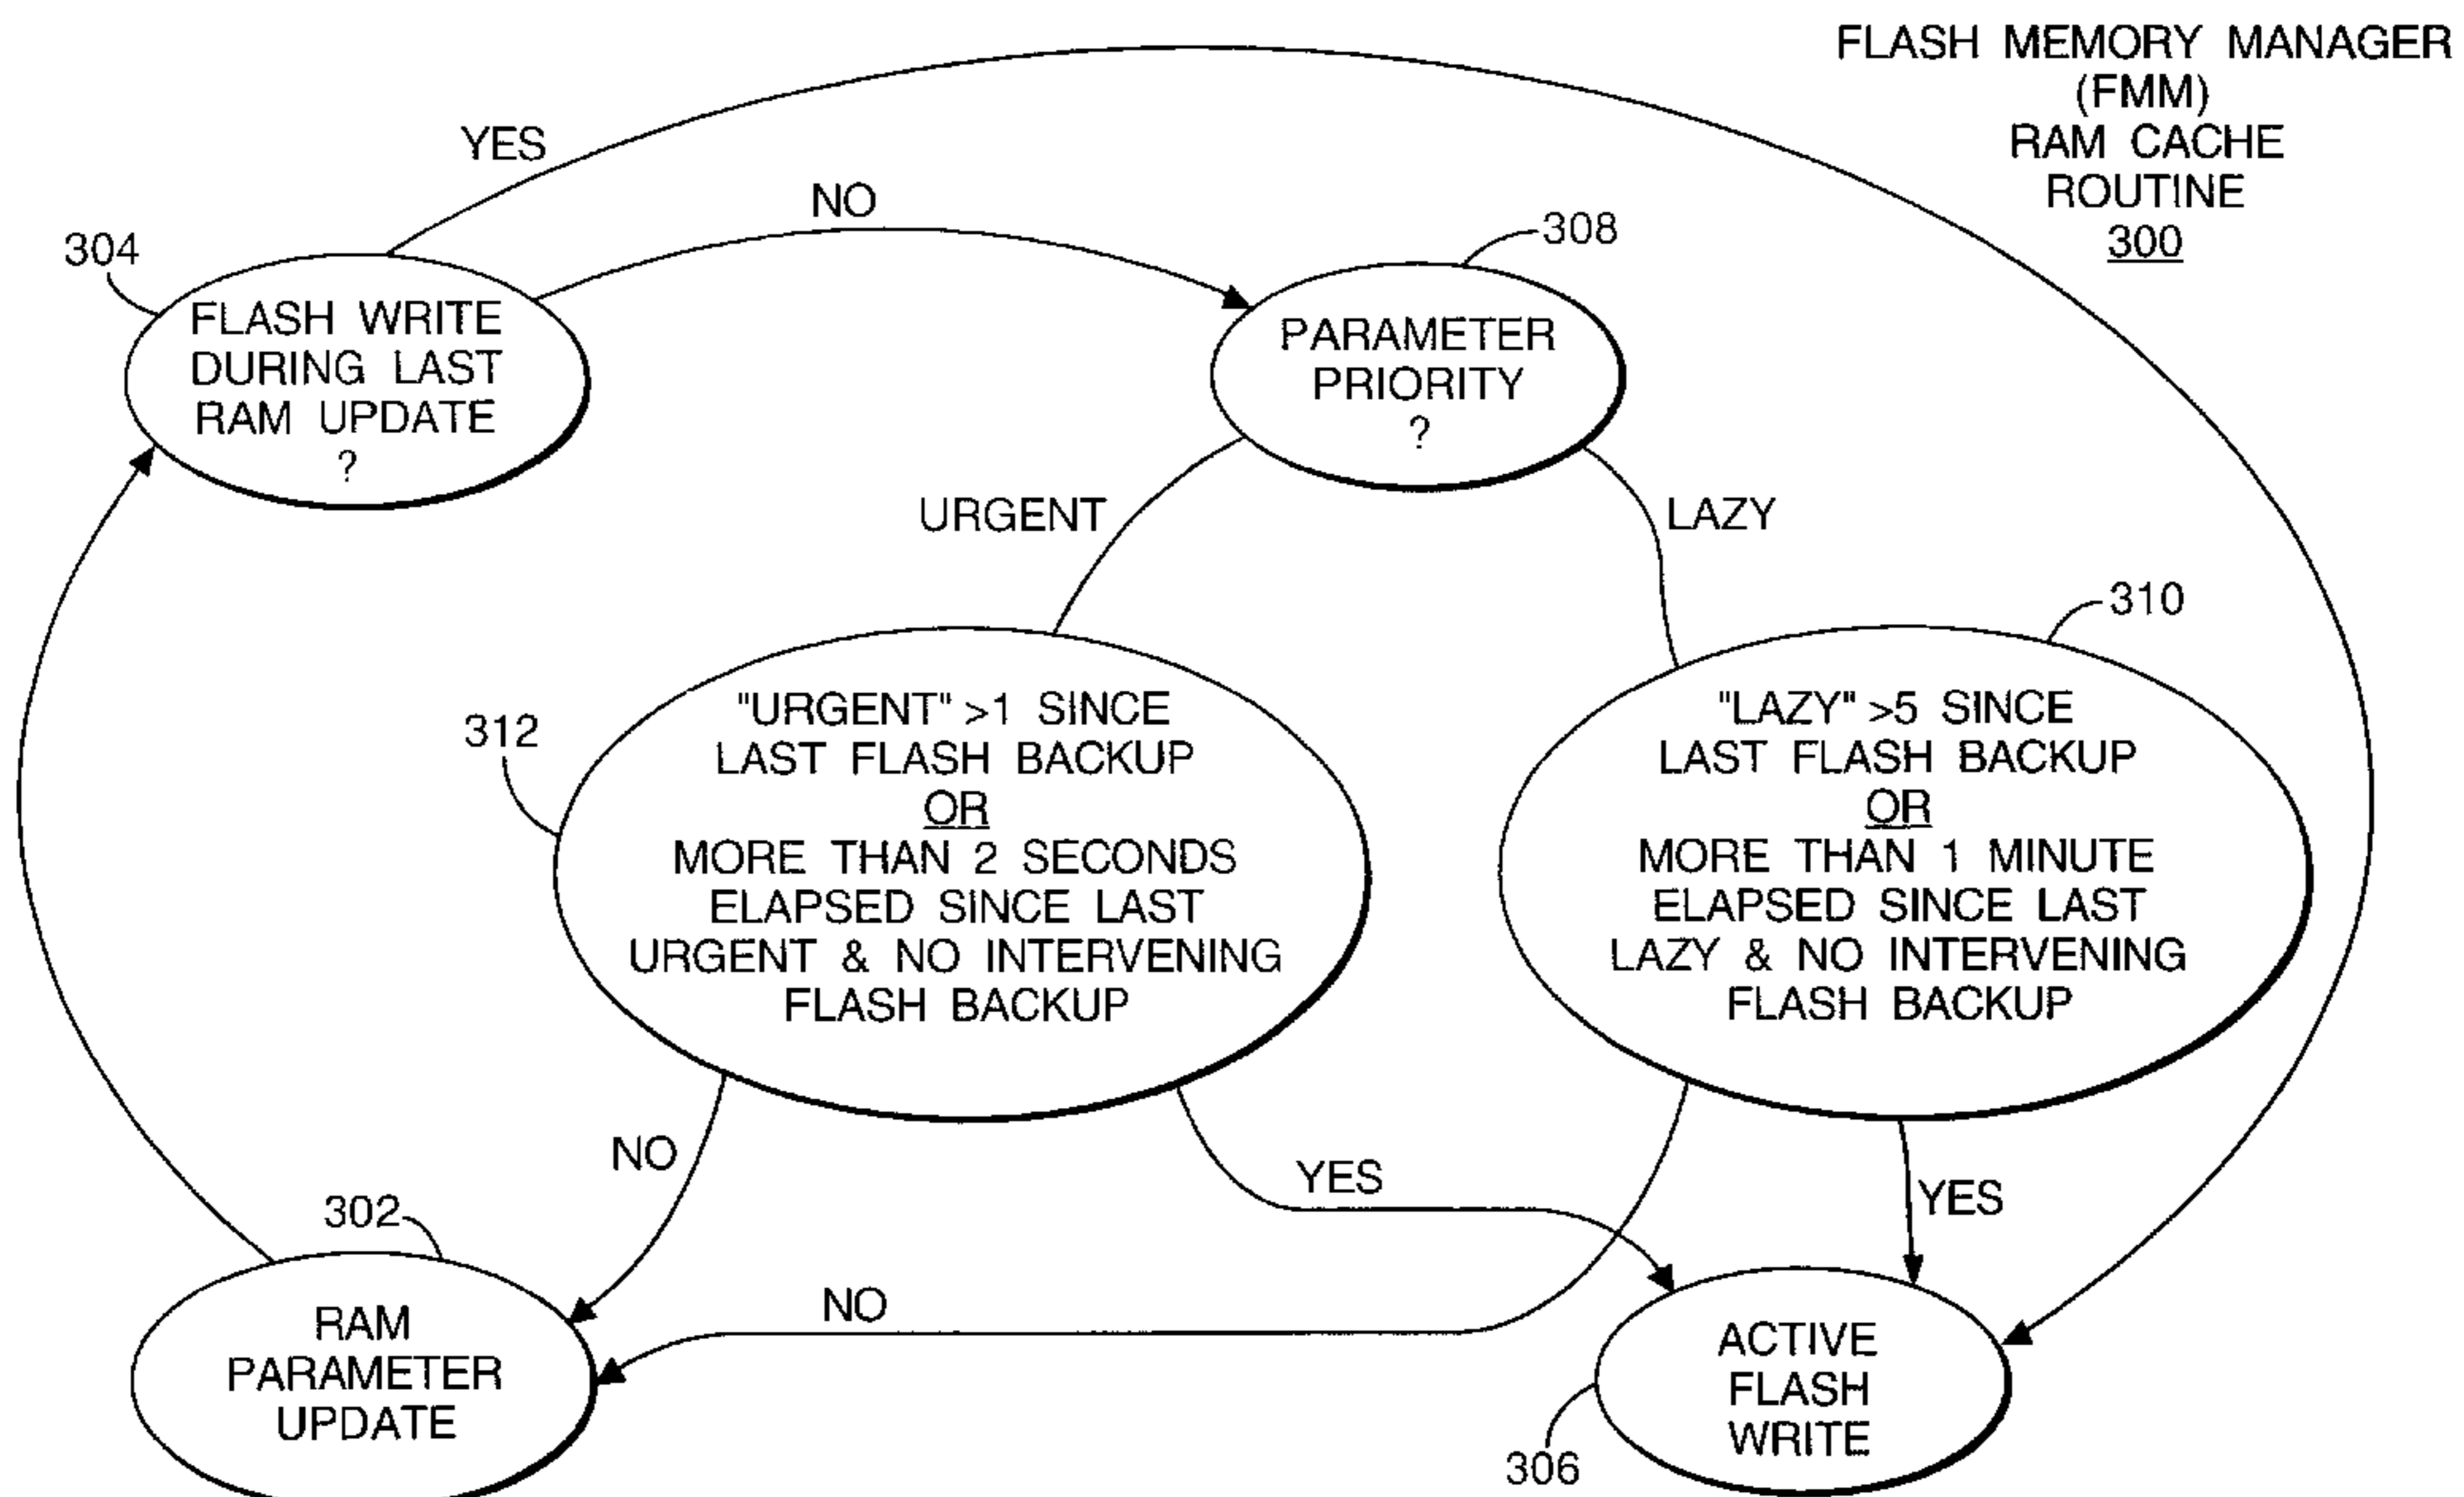 FLASH MEMORY MANAGER
(FMM)
RAM CACHE
ROUTINE
300
YES
NO
304
FLASH WRITE
DURING LAST
RAM UPDATE
?
308
PARAMETER
PRIORITY
?
URGENT
LAZY
312
"URGENT" >1 SINCE
LAST FLASH BACKUP
OR
MORE THAN 2 SECONDS
ELAPSED SINCE LAST
URGENT & NO INTERVENING
FLASH BACKUP
310
"LAZY" >5 SINCE
LAST FLASH BACKUP
OR
MORE THAN 1 MINUTE
ELAPSED SINCE LAST
LAZY & NO INTERVENING
FLASH BACKUP
NO
YES
YES
NO
302
RAM
PARAMETER
UPDATE
306
ACTIVE
FLASH
WRITE